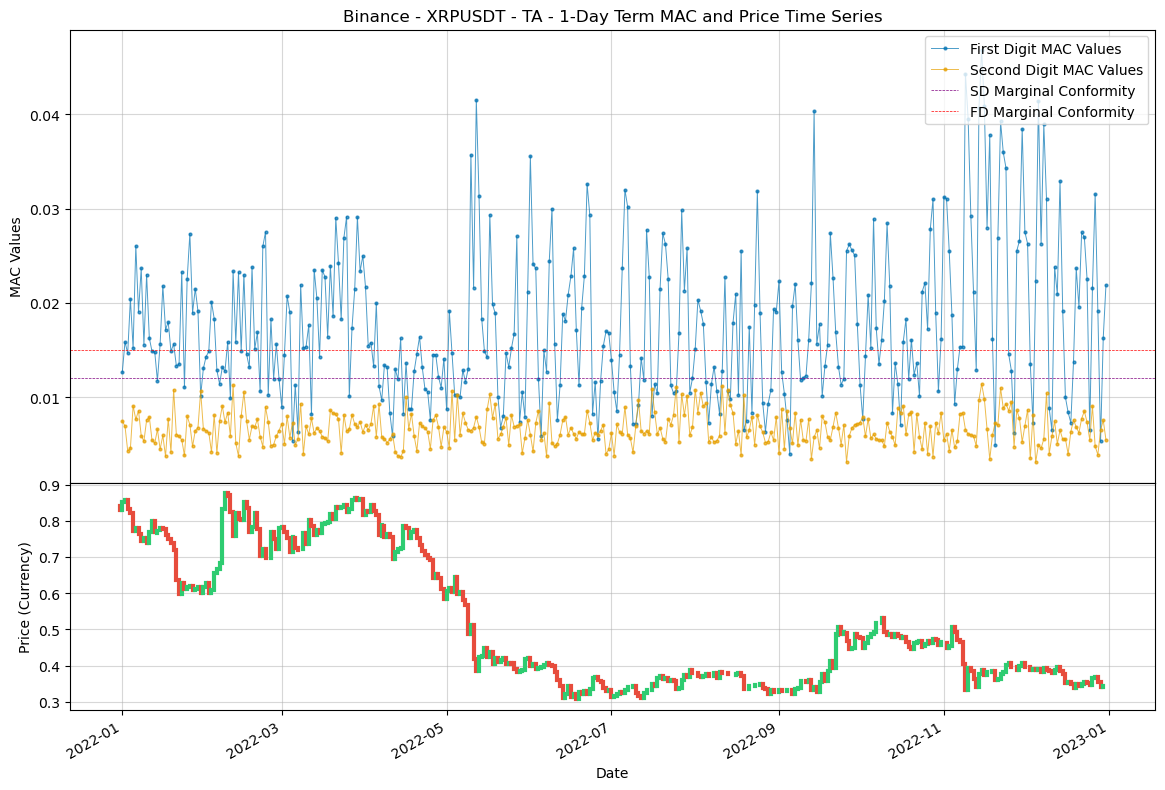 Binance - XRPUSDT - TA - 1-Day Term MAC and Price Time Series
First Digit MAC Values
Second Digit MAC Values
SD Marginal Conformity
FD Marginal Conformity
MAC Values
0.04
0.03
0.02
0.01
Price (Currency)
0.9
0.8
0.7
0.6
0.5
0.4
0.3
2022-01
2022-03
2022-05
2022-07
2022-09
2022-11
2023-01
Date